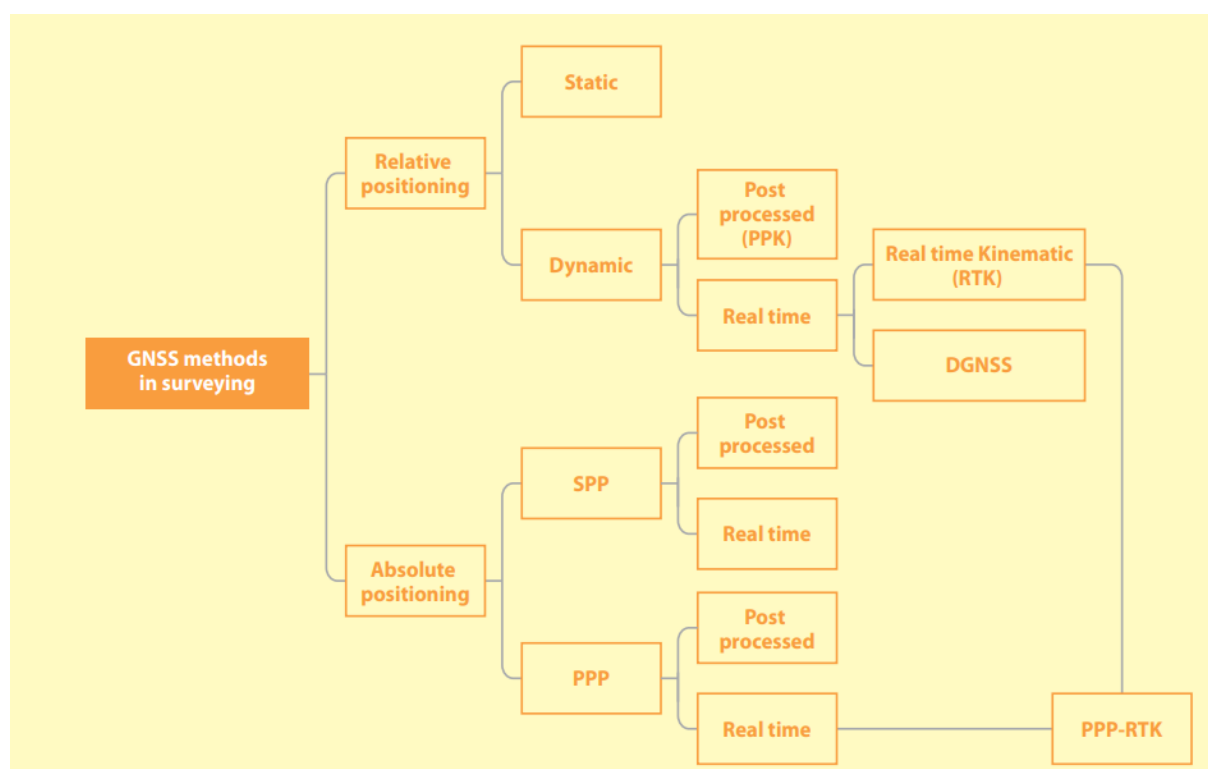 GNSS methods
in surveying
Relative
positioning
Static
Dynamic
Post
processed
(PPK)
Real time
Real time Kinematic
(RTK)
DGNSS
Absolute
positioning
SPP
Post
processed
Real time
PPP
Post
processed
Real time
PPP-RTK